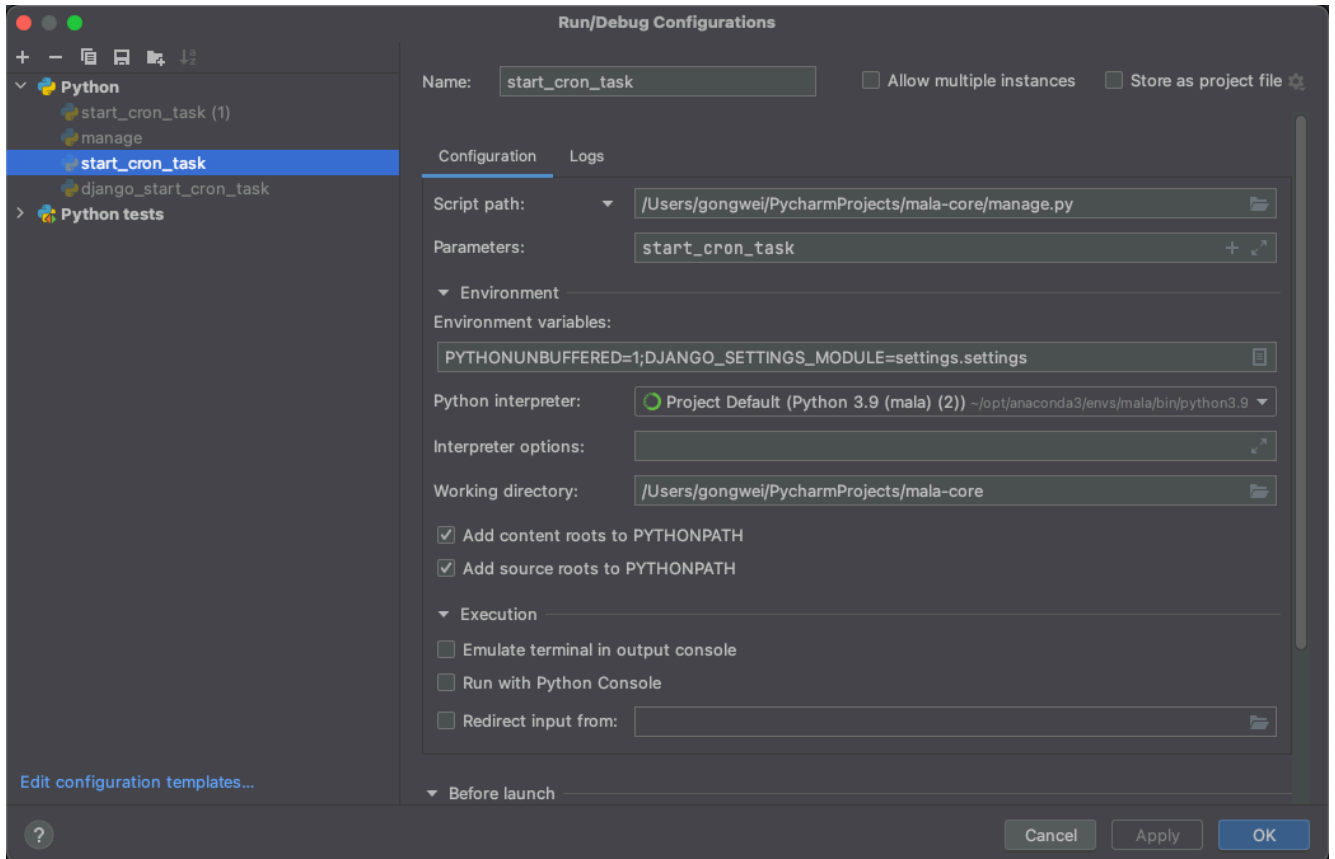 Run/Debug Configurations
Python
start_cron_task (1)
manage
start_cron_task
django_start_cron_task
Python tests
Edit configuration templates...
Name: start_cron_task Allow multiple instances Store as project file
Configuration Logs
Script path: /Users/gongwei/PycharmProjects/mala-core/manage.py
Parameters: start_cron_task
Environment
Environment variables:
PYTHONUNBUFFERED=1;DJANGO_SETTINGS_MODULE=settings.settings
Python interpreter: Project Default (Python 3.9 (mala) (2)) ~/opt/anaconda3/envs/mala/bin/python3.9
Interpreter options:
Working directory: /Users/gongwei/PycharmProjects/mala-core
Add content roots to PYTHONPATH
Add source roots to PYTHONPATH
Execution
Emulate terminal in output console
Run with Python Console
Redirect input from:
Before launch
? Cancel Apply OK